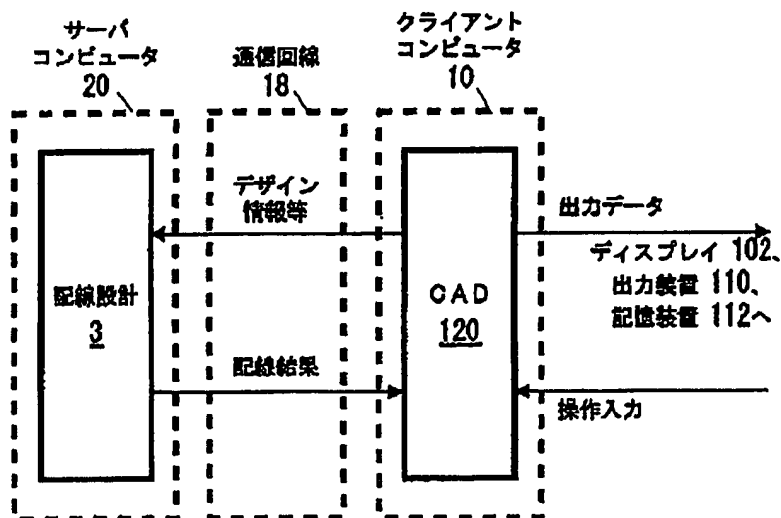 サーバ
コンピュータ
20
通信回線
18
クライアント
コンピュータ
10
デザイン
情報等
配線設計
3
配線結果
CAD
120
出力データ
ディスプレイ 102、
出力装置 110、
記憶装置 112へ
操作入力